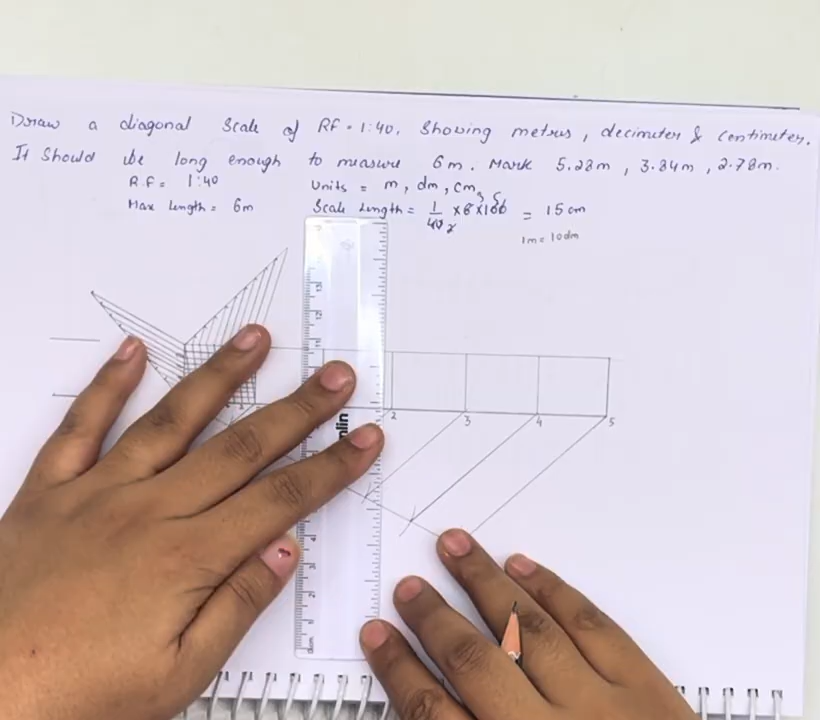 Draw a diagonal Scale of RF = 1:40. Showing metres, decimeter & Centimeter.
It Should be long enough to measure 6m. Mark 5.28m, 3.84m, 2.78m.
R.F = 1:40
Units = m, dm, cm
Max length = 6m
Scale length = 1/40 × 6 × 100 = 15 cm
1m = 10dm
2 3 4 5